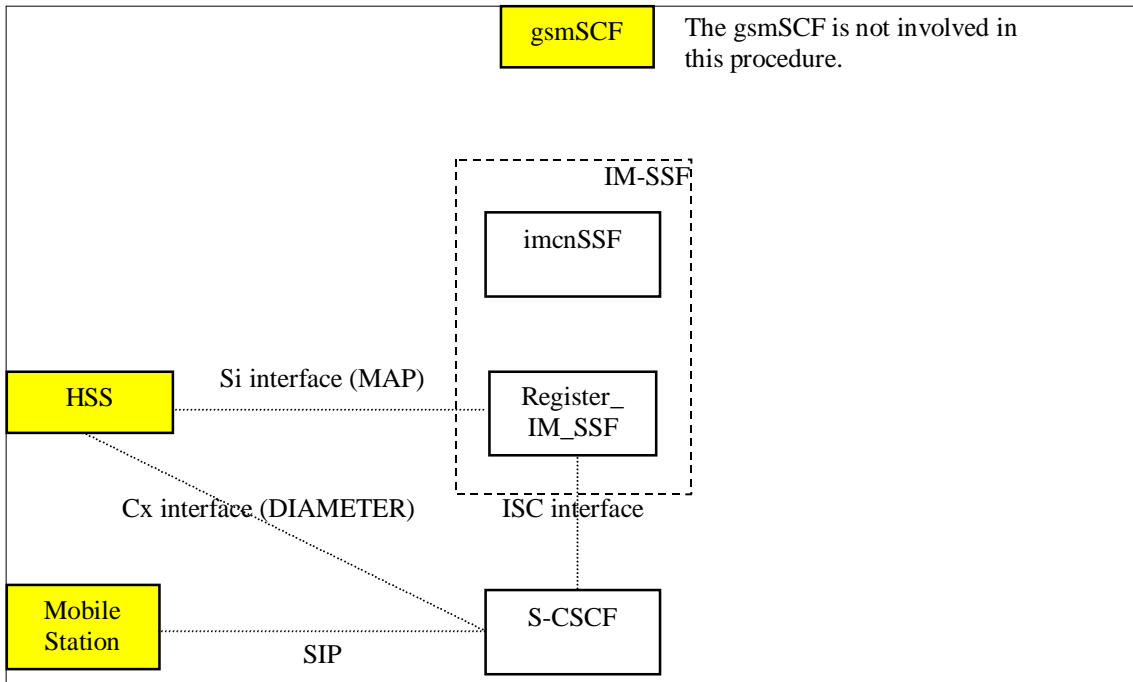 gsmSCF
The gsmSCF is not involved in
this procedure.
IM-SSF
imcnSSF
Si interface (MAP)
HSS
Register_
IM_SSF
Cx interface (DIAMETER)
ISC interface
Mobile
Station
S-CSCF
SIP